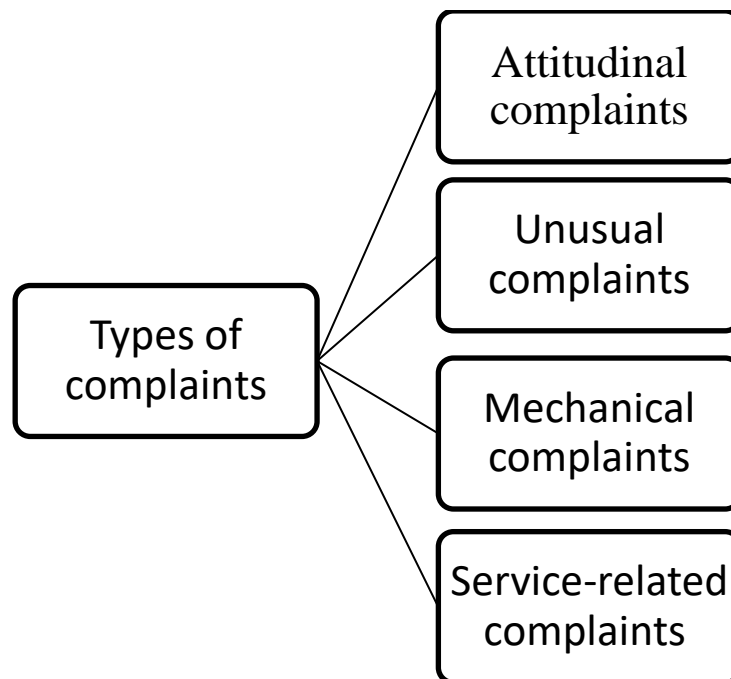 Types of
complaints
Attitudinal
complaints
Unusual
complaints
Mechanical
complaints
Service-related
complaints